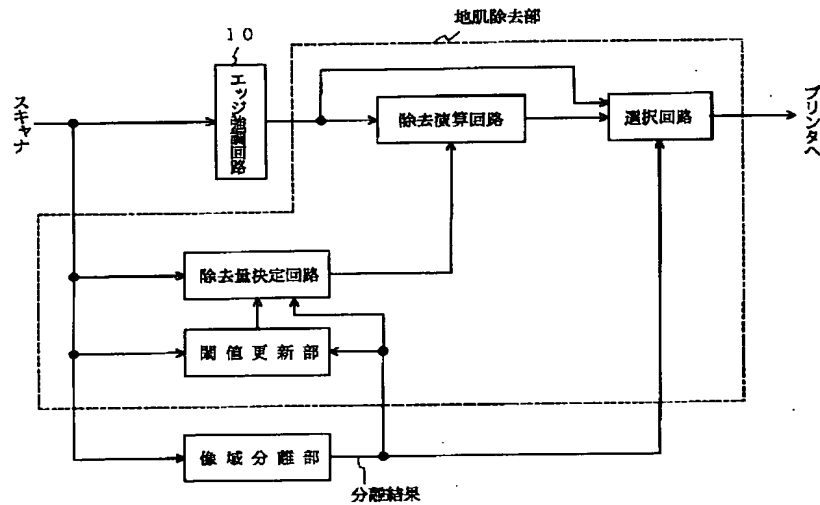 地肌除去部
10
スキャナ
エッジ強調回路
除去演算回路
選択回路
プリンタへ
除去量決定回路
閾値更新部
像域分離部
分離結果